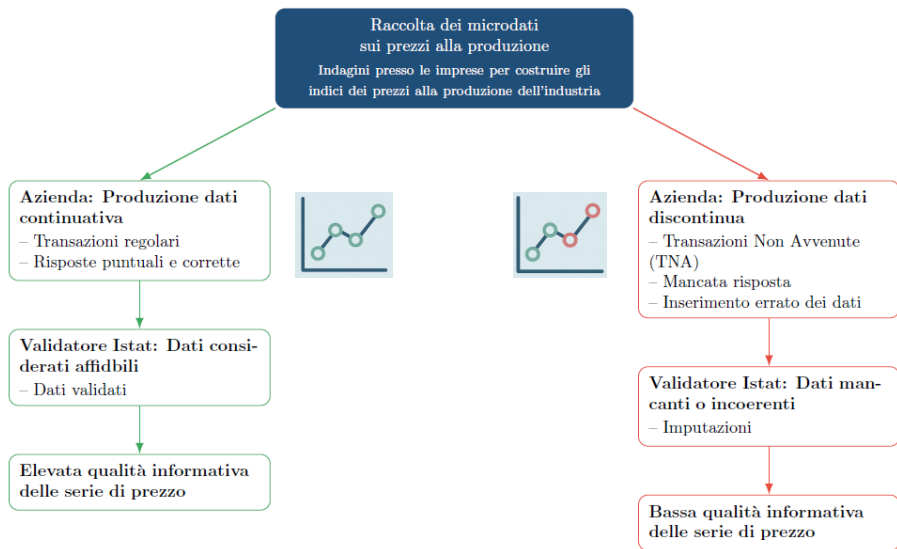 Raccolta dei microdati
sui prezzi alla produzione
Indagini presso le imprese per costruire gli
indici dei prezzi alla produzione dell'industria
Azienda: Produzione dati
continuativa
– Transazioni regolari
– Risposte puntuali e corrette
Validatore Istat: Dati consi-
derati affidbili
– Dati validati
Elevata qualità informativa
delle serie di prezzo
Azienda: Produzione dati
discontinua
– Transazioni Non Avvenute
(TNA)
– Mancata risposta
– Inserimento errato dei dati
Validatore Istat: Dati man-
canti o incoerenti
– Imputazioni
Bassa qualità informativa
delle serie di prezzo